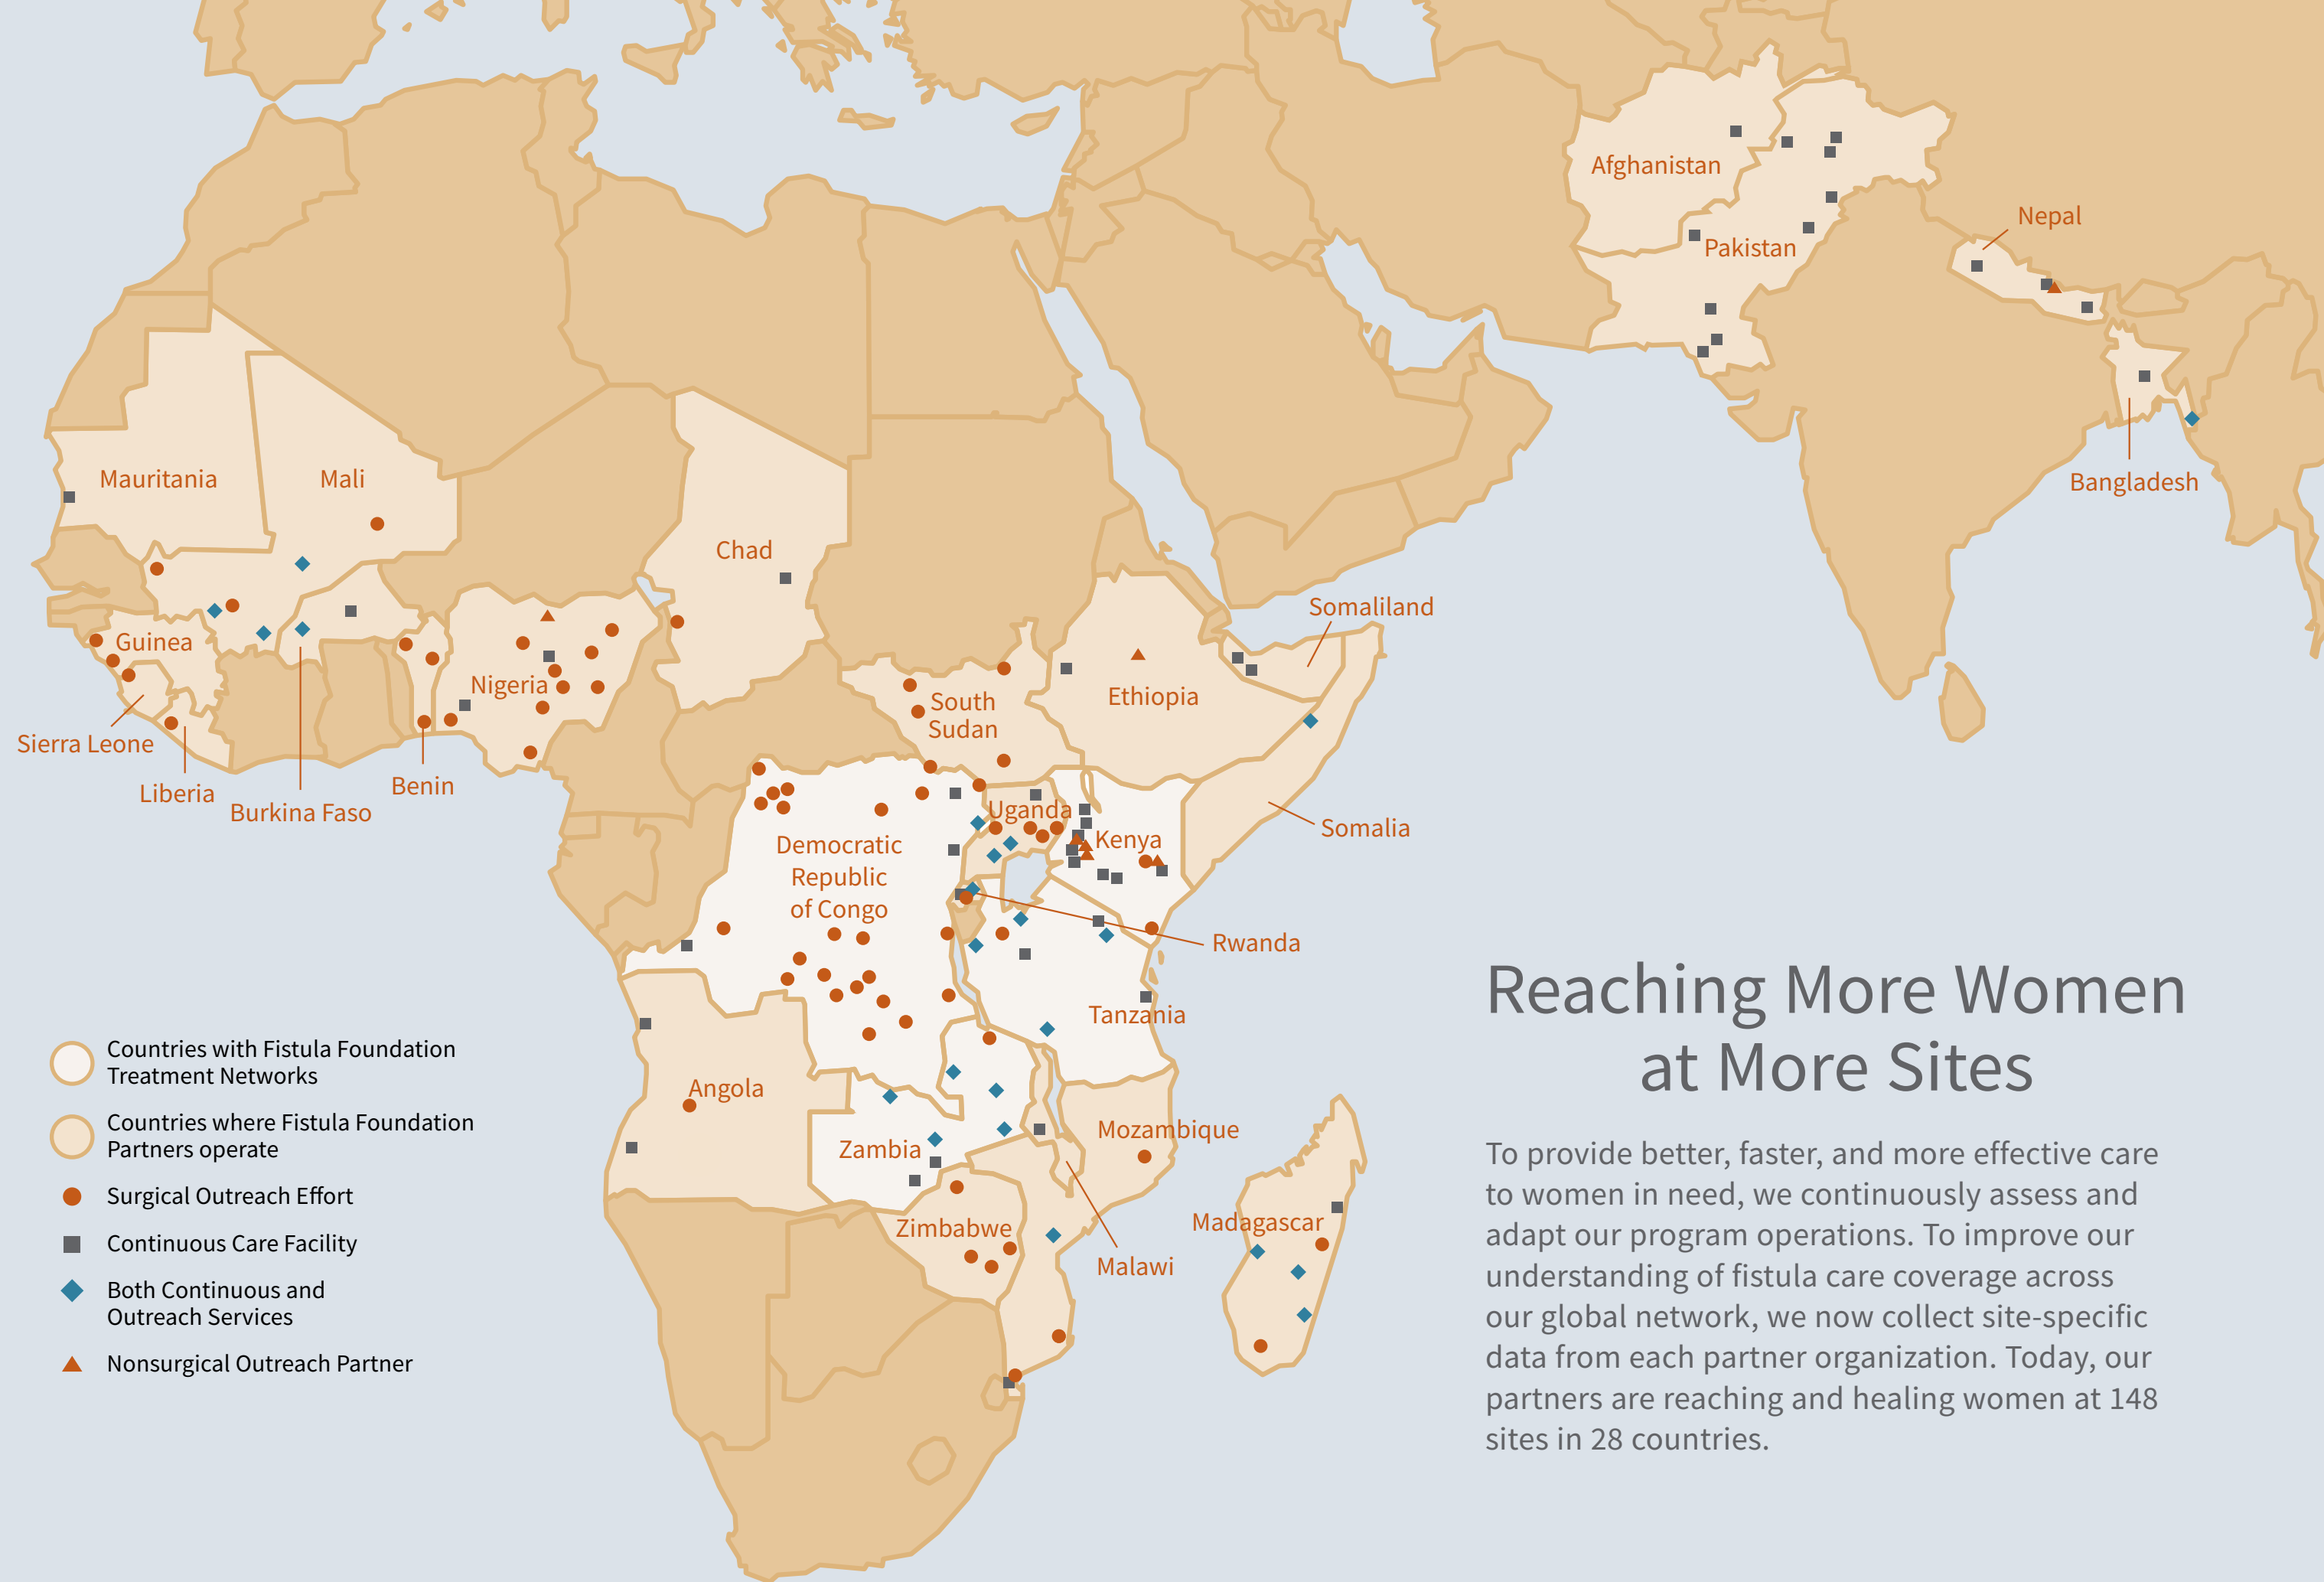 Afghanistan
Nepal
Pakistan
Mauritania
Mali
Bangladesh
Chad
Somaliland
Guinea
Nigeria
Ethiopia
South
Sudan
Sierra Leone
Liberia
Benin
Burkina Faso
Uganda
Kenya
Somalia
Democratic
Republic
of Congo
Rwanda
Tanzania
Angola
Mozambique
Zambia
Zimbabwe
Madagascar
Malawi
Countries with Fistula Foundation
Treatment Networks
Countries where Fistula Foundation
Partners operate
Surgical Outreach Effort
Continuous Care Facility
Both Continuous and
Outreach Services
Nonsurgical Outreach Partner
Reaching More Women
at More Sites
To provide better, faster, and more effective care
to women in need, we continuously assess and
adapt our program operations. To improve our
understanding of fistula care coverage across
our global network, we now collect site-specific
data from each partner organization. Today, our
partners are reaching and healing women at 148
sites in 28 countries.